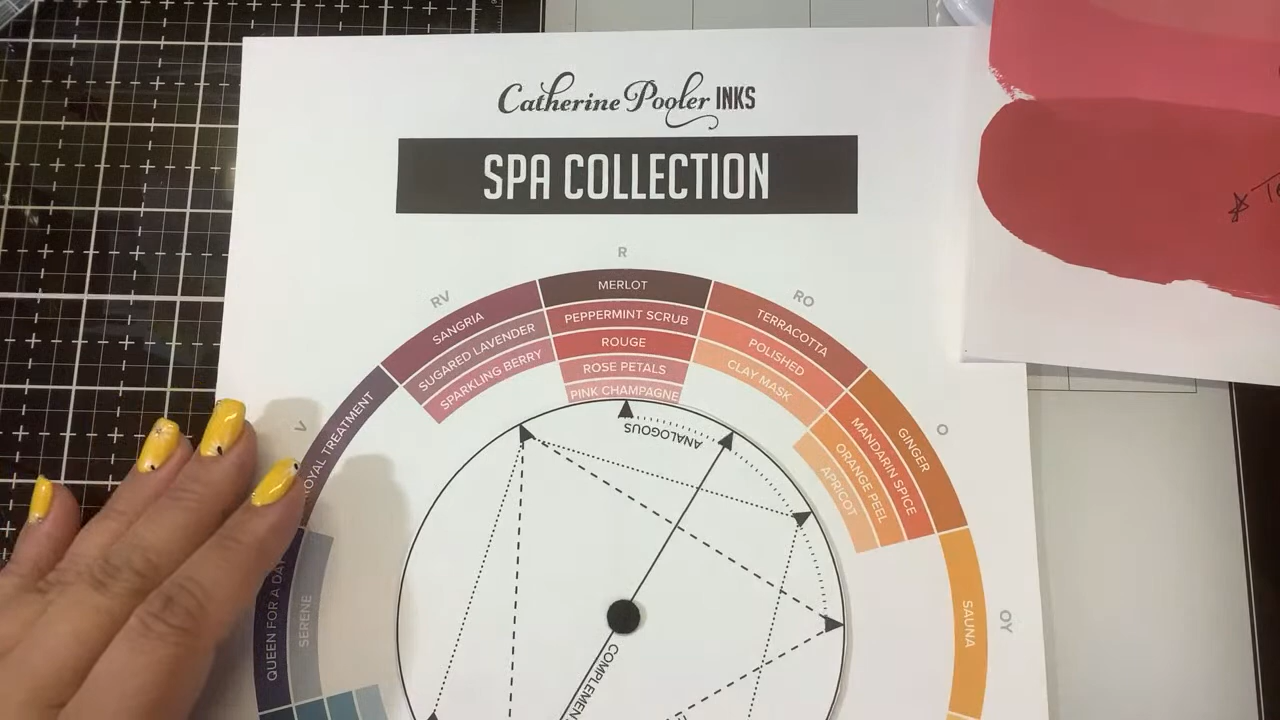 Catherine Pooler INKS
SPA COLLECTION
R
RV
RO
MERLOT
SANGRIA
PEPPERMINT SCRUB
TERRACOTTA
SUGARED LAVENDER
ROUGE
POLISHED
SPARKLING BERRY
ROSE PETALS
CLAY MASK
PINK CHAMPAGNE
V
ROYAL TREATMENT
ANALOGOUS
O
GINGER
MANDARIN SPICE
ORANGE PEEL
APRICOT
QUEEN FOR A DAY
SERENE
SAUNA
OY
COMPLEMEN